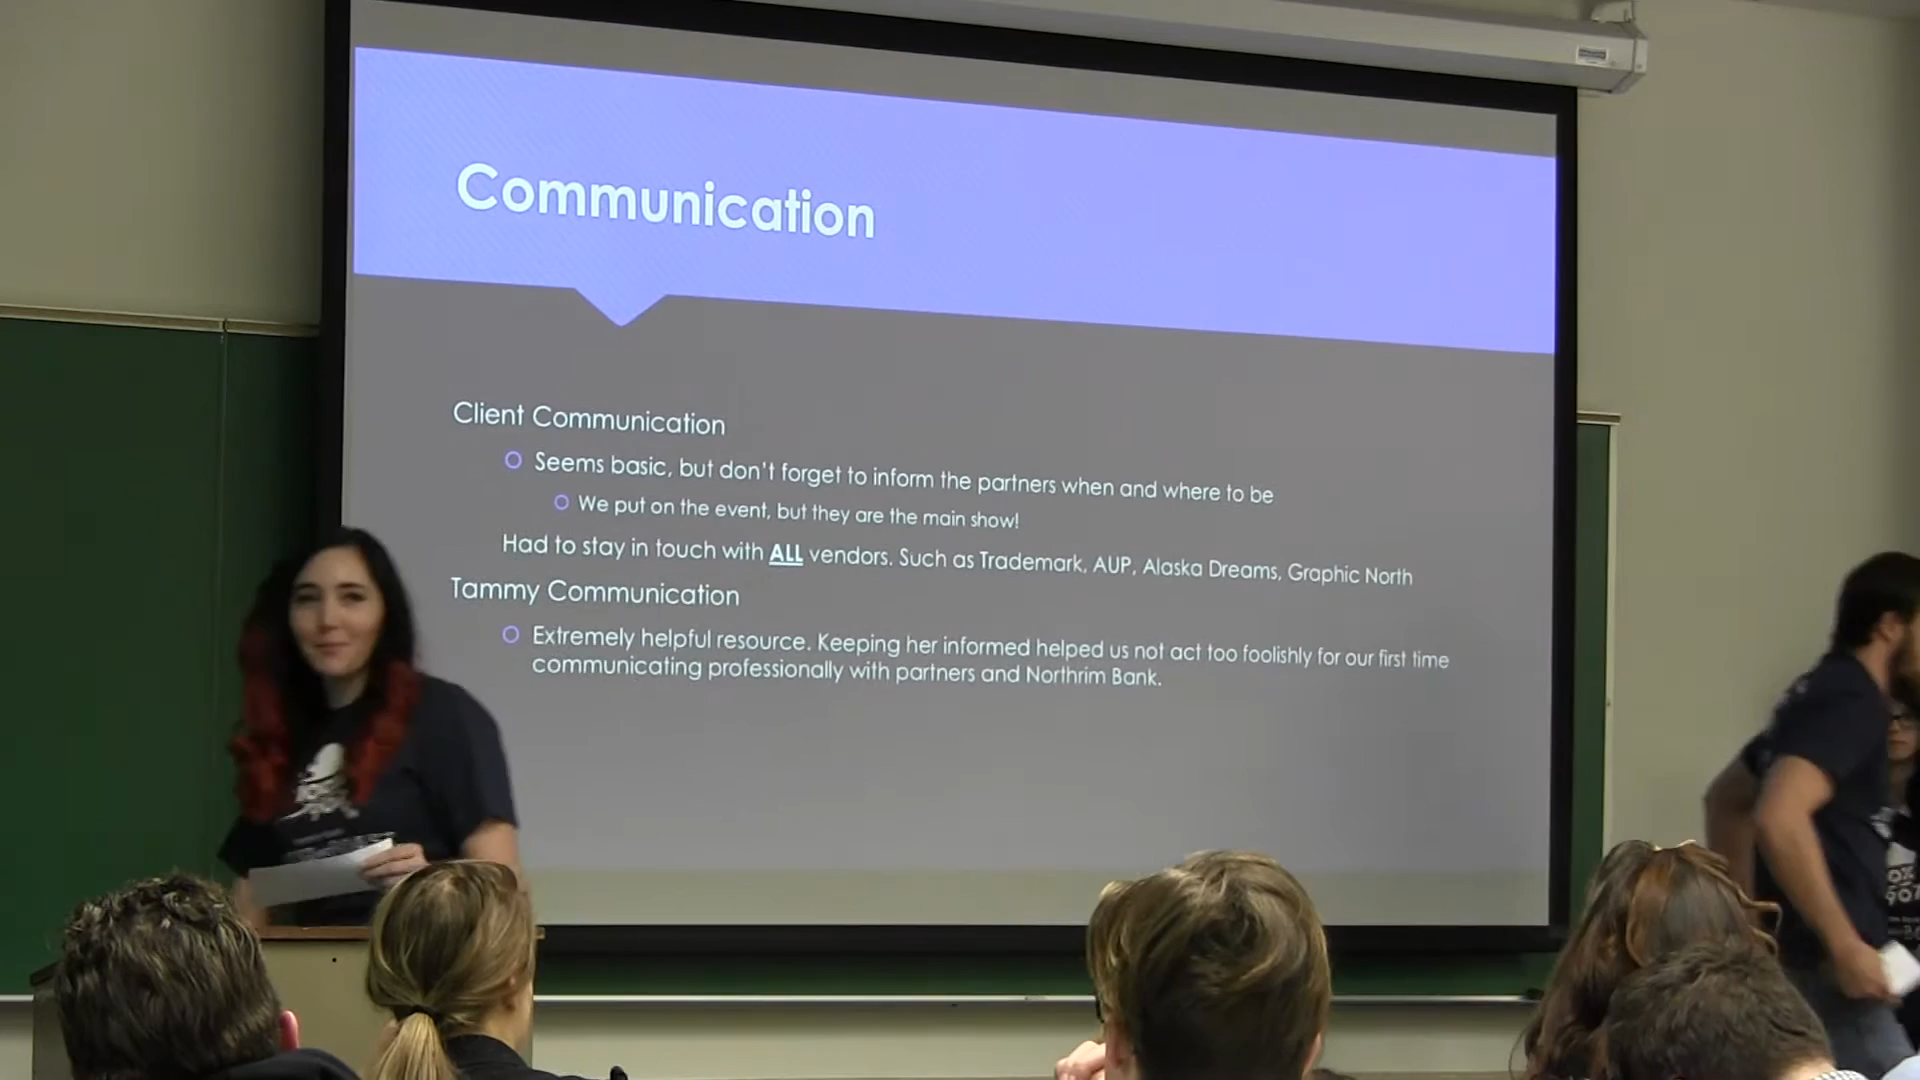 Communication
Client Communication
Seems basic, but don't forget to inform the partners when and where to be
We put on the event, but they are the main show!
Had to stay in touch with ALL vendors. Such as Trademark, AUP, Alaska Dreams, Graphic North
Tammy Communication
Extremely helpful resource. Keeping her informed helped us not act too foolishly for our first time
communicating professionally with partners and Northrim Bank.